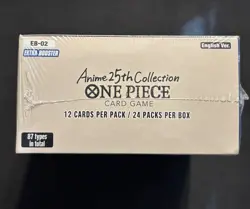 EB-02
EXTRA BOOSTER
English Ver.
Anime 25th Collection
ONE PIECE
CARD GAME
12 CARDS PER PACK / 24 PACKS PER BOX
87 types
in total